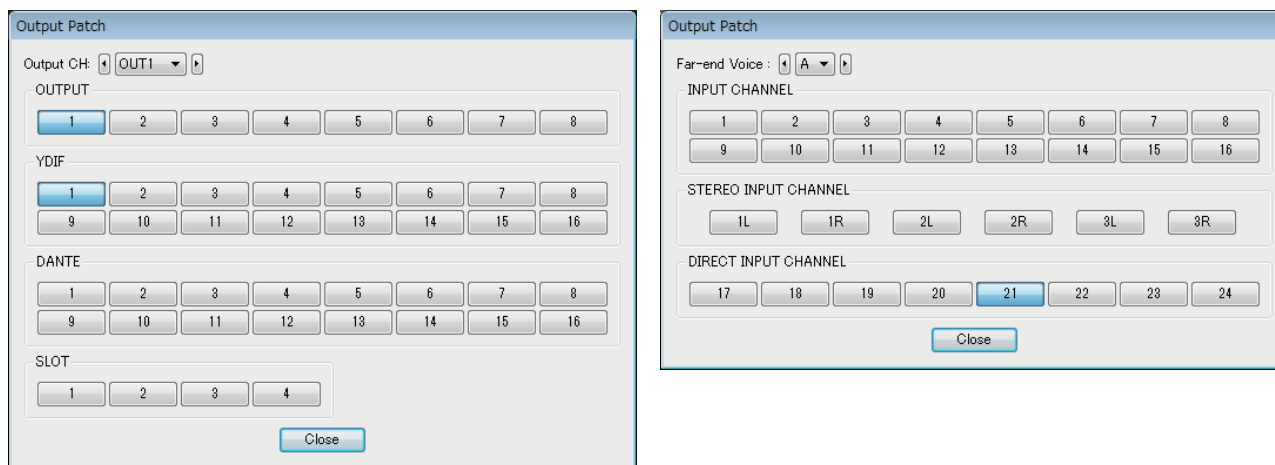 Output Patch
Output CH: OUT1
OUTPUT
1 2 3 4 5 6 7 8
YDIF
1 2 3 4 5 6 7 8
9 10 11 12 13 14 15 16
DANTE
1 2 3 4 5 6 7 8
9 10 11 12 13 14 15 16
SLOT
1 2 3 4
Close
Output Patch
Far-end Voice : A
INPUT CHANNEL
1 2 3 4 5 6 7 8
9 10 11 12 13 14 15 16
STEREO INPUT CHANNEL
1L 1R 2L 2R 3L 3R
DIRECT INPUT CHANNEL
17 18 19 20 21 22 23 24
Close